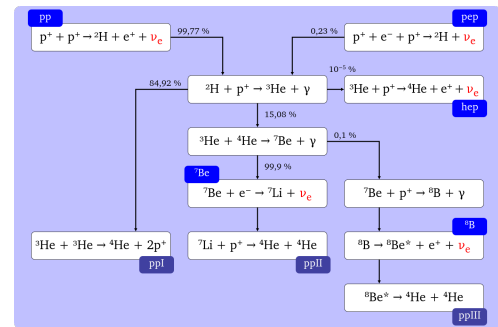 pp
pep
p⁺ + p⁺ → ²H + e⁺ + νₑ
99,77 %
0,23 %
p⁺ + e⁻ + p⁺ → ²H + νₑ
84,92 %
²H + p⁺ → ³He + γ
10⁻⁵ %
³He + p⁺ → ⁴He + e⁺ + νₑ
hep
15,08 %
³He + ⁴He → ⁷Be + γ
0,1 %
99,9 %
⁷Be
⁷Be + e⁻ → ⁷Li + νₑ
⁷Be + p⁺ → ⁸B + γ
⁸B
³He + ³He → ⁴He + 2p⁺
⁷Li + p⁺ → ⁴He + ⁴He
⁸B → ⁸Be* + e⁺ + νₑ
ppI
ppII
⁸Be* → ⁴He + ⁴He
ppIII